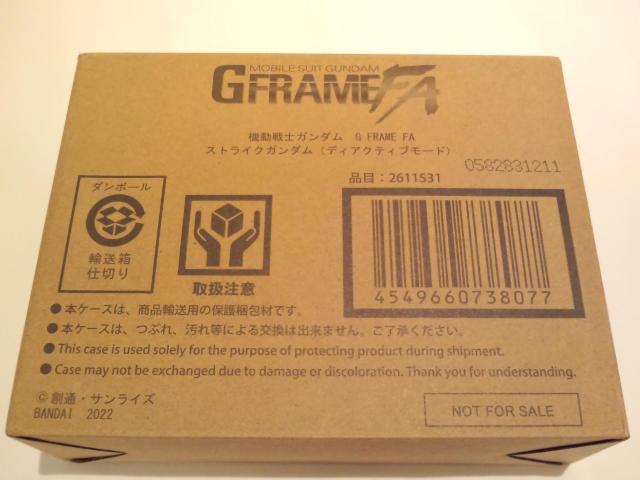 MOBILE SUIT GUNDAM
GFRAMEFA
機動戦士ガンダム G FRAME FA
ストライクガンダム（ディアクティブモード）
0582831211
品目：2611531
ダンボール
輸送箱
仕切り
取扱注意
4549660738077
●本ケースは、商品輸送用の保護梱包材です。
●本ケースは、つぶれ、汚れ等による交換は出来ません。ご了承ください。
●This case is used solely for the purpose of protecting product during shipment.
●Case may not be exchanged due to damage or discoloration. Thank you for understanding.
©創通・サンライズ
BANDAI 2022
NOT FOR SALE